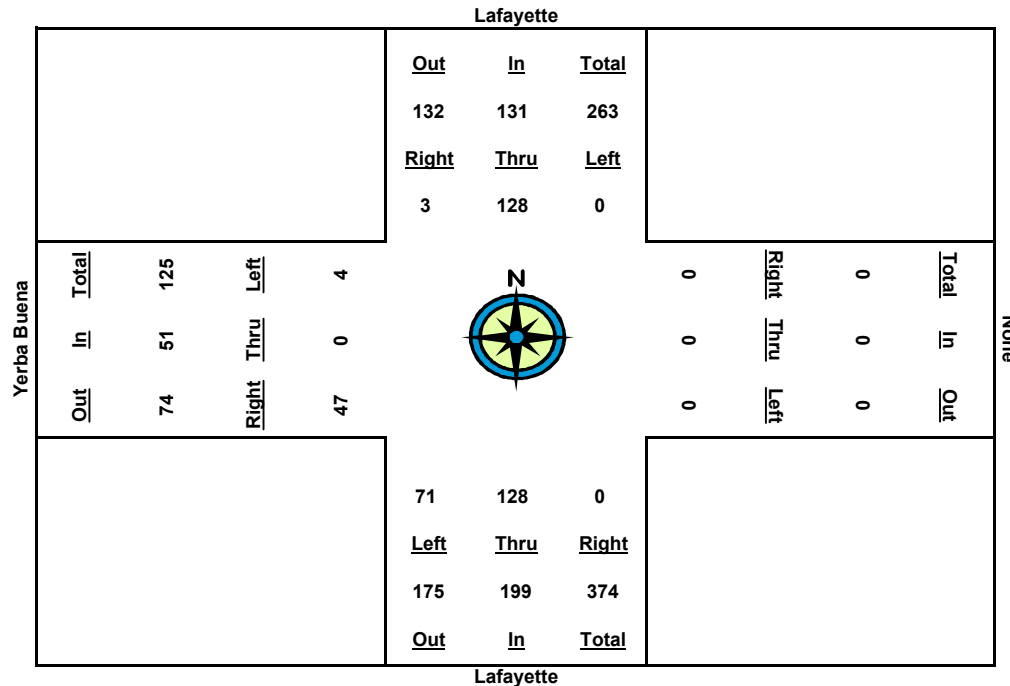 Lafayette
Out In Total
132 131 263
Right Thru Left
3 128 0
Yerba Buena
Total 125 Left 4
In 51 Thru 0
Out 74 Right 47
N
0 Right 0 Total
0 Thru 0 In
0 Left 0 Out
None
71 128 0
Left Thru Right
175 199 374
Out In Total
Lafayette